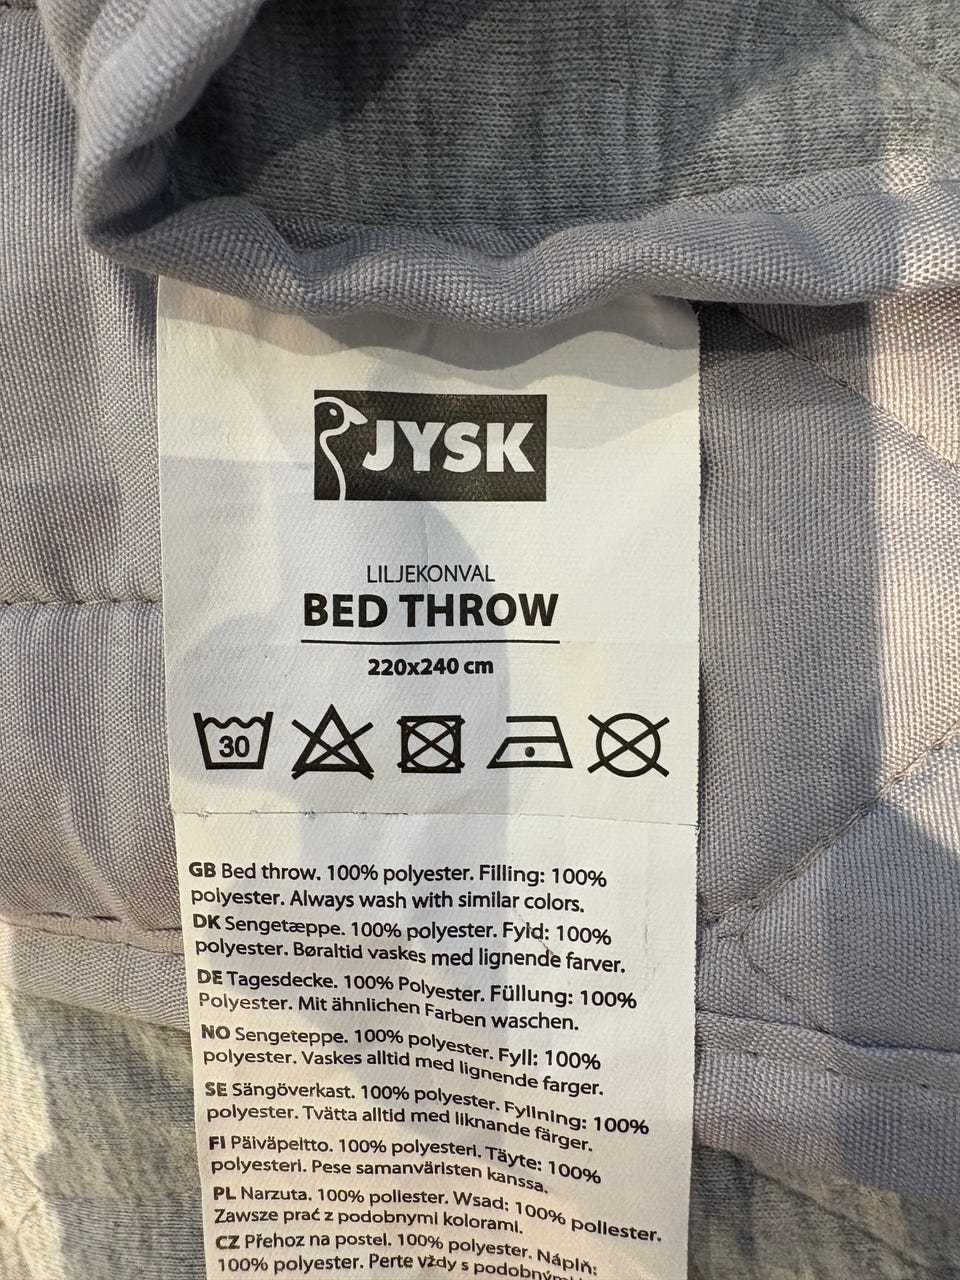 JYSK
LILJEKONVAL
BED THROW
220x240 cm
30
GB Bed throw. 100% polyester. Filling: 100%
polyester. Always wash with similar colors.
DK Sengetæppe. 100% polyester. Fyld: 100%
polyester. Børaltid vaskes med lignende farver.
DE Tagesdecke. 100% Polyester. Füllung: 100%
Polyester. Mit ähnlichen Farben waschen.
NO Sengeteppe. 100% polyester. Fyll: 100%
polyester. Vaskes alltid med lignende farger.
SE Sängöverkast. 100% polyester. Fyllning: 100%
polyester. Tvätta alltid med liknande färger.
FI Päiväpeitto. 100% polyesteri. Täyte: 100%
polyesteri. Pese samanväristen kanssa.
PL Narzuta. 100% poliester. Wsad: 100% poliester.
Zawsze prać z podobnymi kolorami.
CZ Přehoz na postel. 100% polyester. Náplň:
100% polyester. Perte vždy s